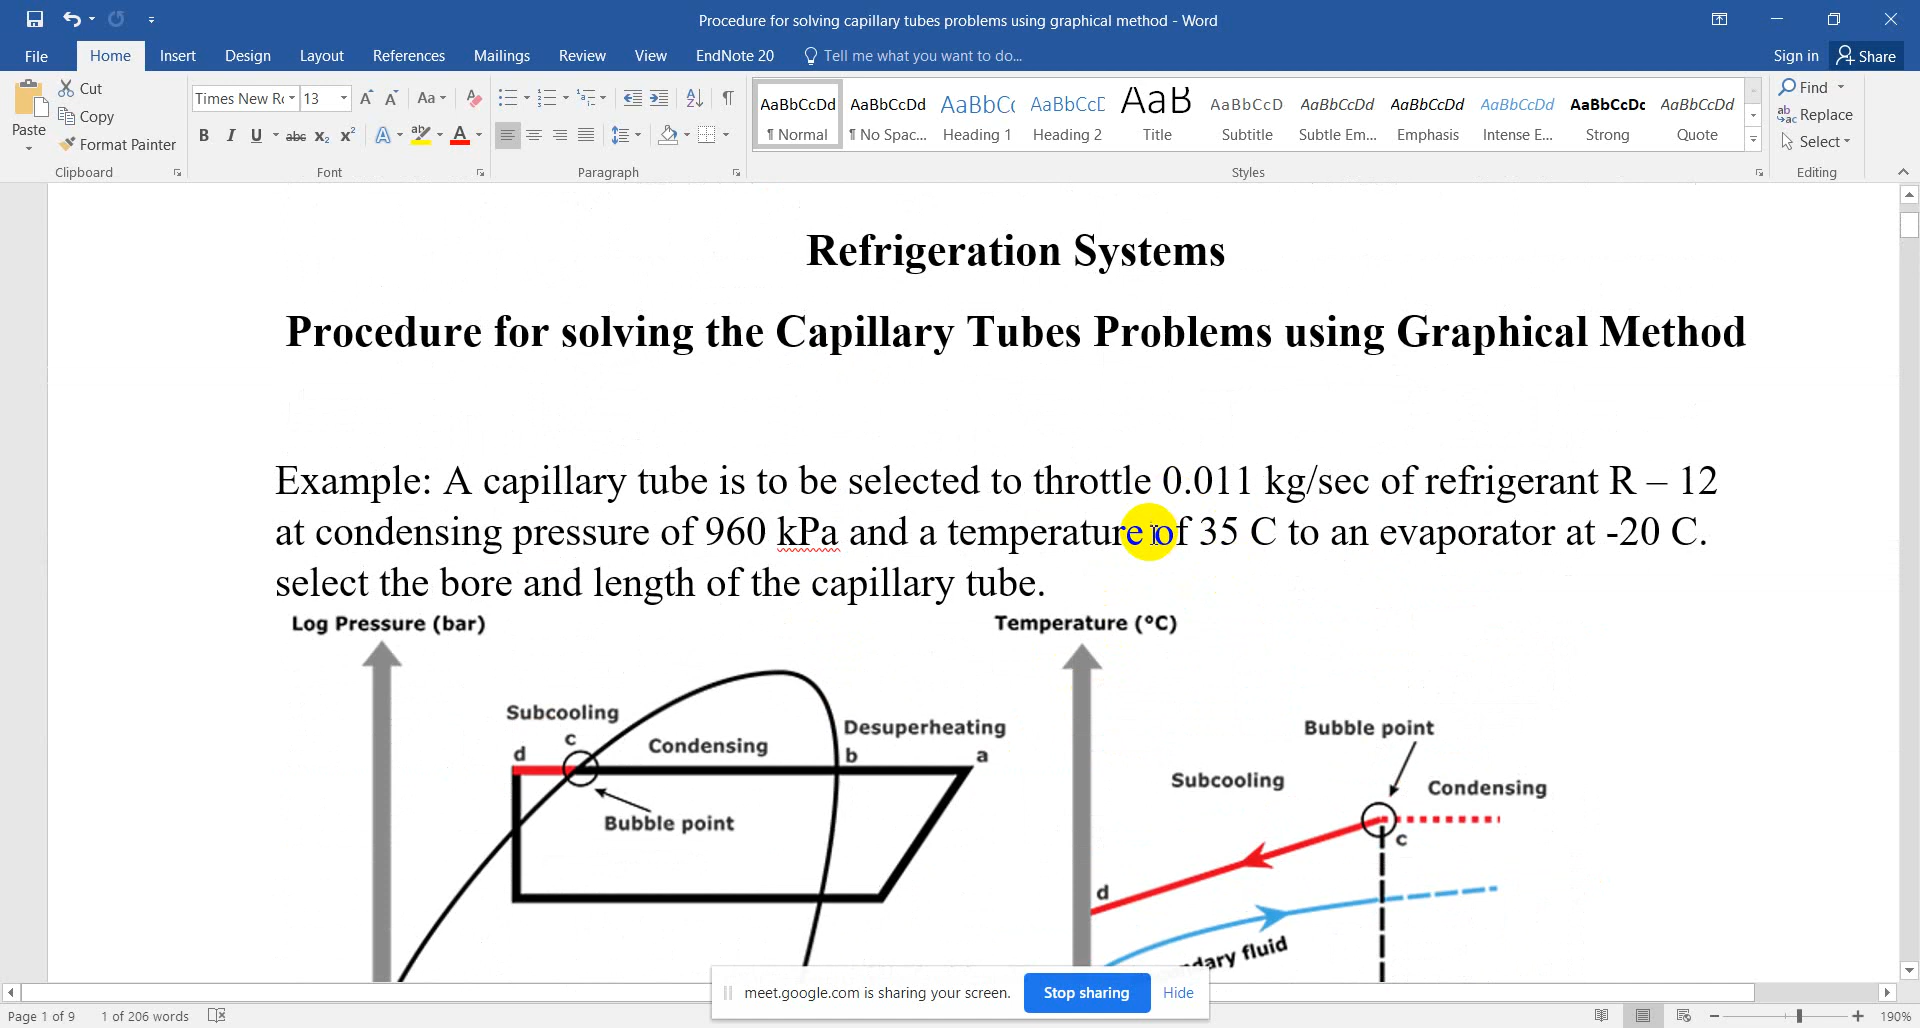 Procedure for solving capillary tubes problems using graphical method - Word
File Home Insert Design Layout References Mailings Review View EndNote 20 Tell me what you want to do... Sign in Share
Paste
Cut
Copy
Format Painter
Clipboard
Times New Ro 13
Font
Paragraph
AaBbCcDd AaBbCcDd AaBbCc AaBbCcD AaB AaBbCcD AaBbCcDd AaBbCcDd AaBbCcDd AaBbCcDc AaBbCcDd
¶ Normal ¶ No Spac... Heading 1 Heading 2 Title Subtitle Subtle Em... Emphasis Intense E... Strong Quote
Styles
Find
Replace
Select
Editing
Refrigeration Systems
Procedure for solving the Capillary Tubes Problems using Graphical Method
Example: A capillary tube is to be selected to throttle 0.011 kg/sec of refrigerant R – 12
at condensing pressure of 960 kPa and a temperature of 35 C to an evaporator at -20 C.
select the bore and length of the capillary tube.
Log Pressure (bar)
Subcooling
d c Condensing
Desuperheating
b a
Bubble point
Temperature (°C)
Bubble point
Subcooling
Condensing
c
d
ndary fluid
meet.google.com is sharing your screen. Stop sharing Hide
Page 1 of 9 1 of 206 words 190%